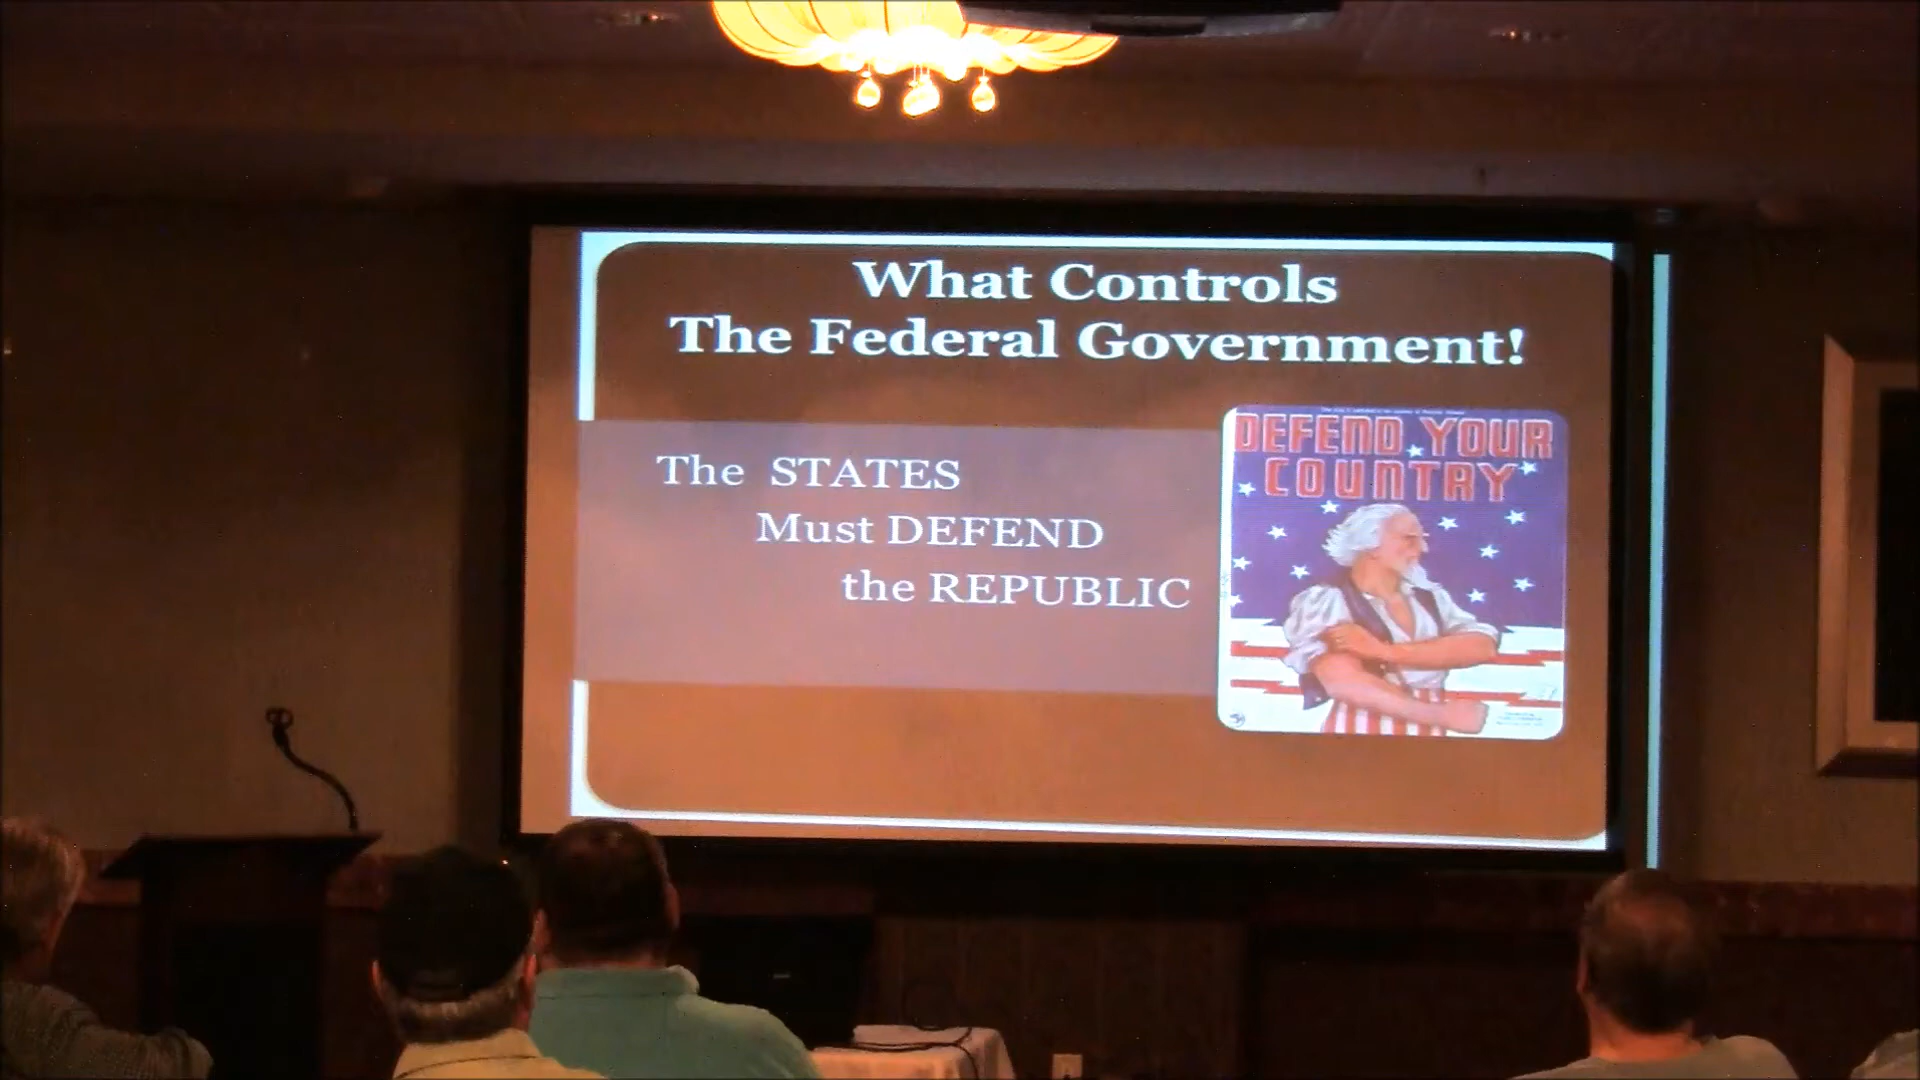 What Controls
The Federal Government!
The STATES
Must DEFEND
the REPUBLIC
DEFEND YOUR
COUNTRY